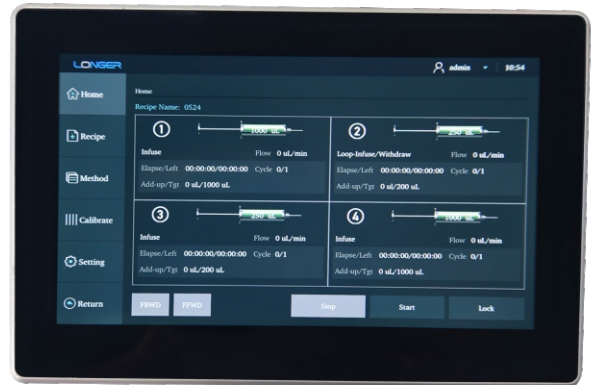 LONGER
admin 10:54
Home
Home
Recipe Name: 0524
Recipe
Method
Calibrate
Setting
Return
1
1000 uL
Infuse Flow 0 uL/min
Elapse/Left 00:00:00/00:00:00 Cycle 0/1
Add-up/Tgt 0 uL/1000 uL
2
250 uL
Loop-Infuse/Withdraw Flow 0 uL/min
Elapse/Left 00:00:00/00:00:00 Cycle 0/1
Add-up/Tgt 0 uL/200 uL
3
250 uL
Infuse Flow 0 uL/min
Elapse/Left 00:00:00/00:00:00 Cycle 0/1
Add-up/Tgt 0 uL/200 uL
4
1000 uL
Infuse Flow 0 uL/min
Elapse/Left 00:00:00/00:00:00 Cycle 0/1
Add-up/Tgt 0 uL/1000 uL
FBWD FFWD Stop Start Lock